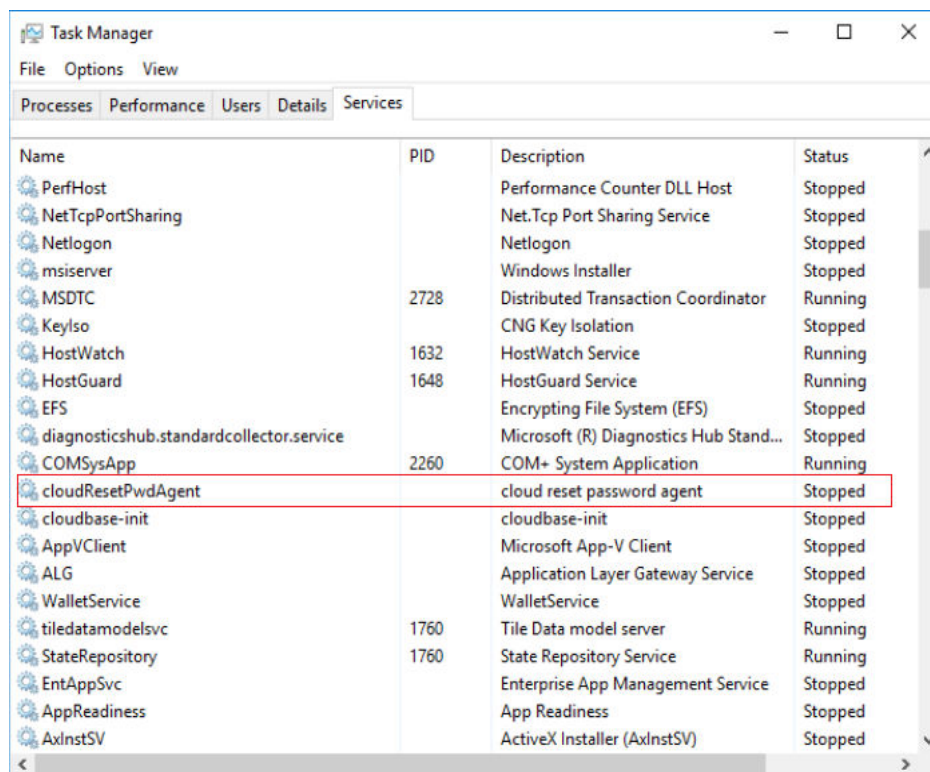 Task Manager
File Options View
Processes Performance Users Details Services
Name PID Description Status
PerfHost Performance Counter DLL Host Stopped
NetTcpPortSharing Net.Tcp Port Sharing Service Stopped
Netlogon Netlogon Stopped
msiserver Windows Installer Stopped
MSDTC 2728 Distributed Transaction Coordinator Running
KeyIso CNG Key Isolation Stopped
HostWatch 1632 HostWatch Service Running
HostGuard 1648 HostGuard Service Running
EFS Encrypting File System (EFS) Stopped
diagnosticshub.standardcollector.service Microsoft (R) Diagnostics Hub Stand... Stopped
COMSysApp 2260 COM+ System Application Running
cloudResetPwdAgent cloud reset password agent Stopped
cloudbase-init cloudbase-init Stopped
AppVClient Microsoft App-V Client Stopped
ALG Application Layer Gateway Service Stopped
WalletService WalletService Stopped
tiledatamodelsvc 1760 Tile Data model server Running
StateRepository 1760 State Repository Service Running
EntAppSvc Enterprise App Management Service Stopped
AppReadiness App Readiness Stopped
AxInstSV ActiveX Installer (AxInstSV) Stopped